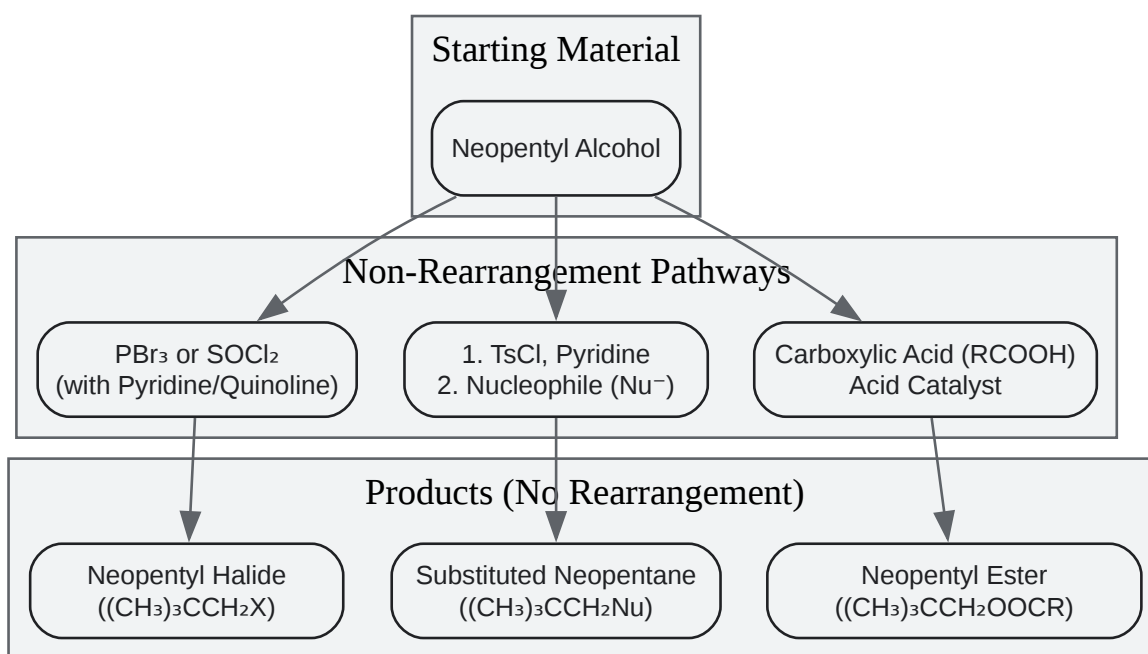 Starting Material
Neopentyl Alcohol
Non-Rearrangement Pathways
PBr₃ or SOCl₂
(with Pyridine/Quinoline)
1. TsCl, Pyridine
2. Nucleophile (Nu⁻)
Carboxylic Acid (RCOOH)
Acid Catalyst
Products (No Rearrangement)
Neopentyl Halide
((CH₃)₃CCH₂X)
Substituted Neopentane
((CH₃)₃CCH₂Nu)
Neopentyl Ester
((CH₃)₃CCH₂OOCR)